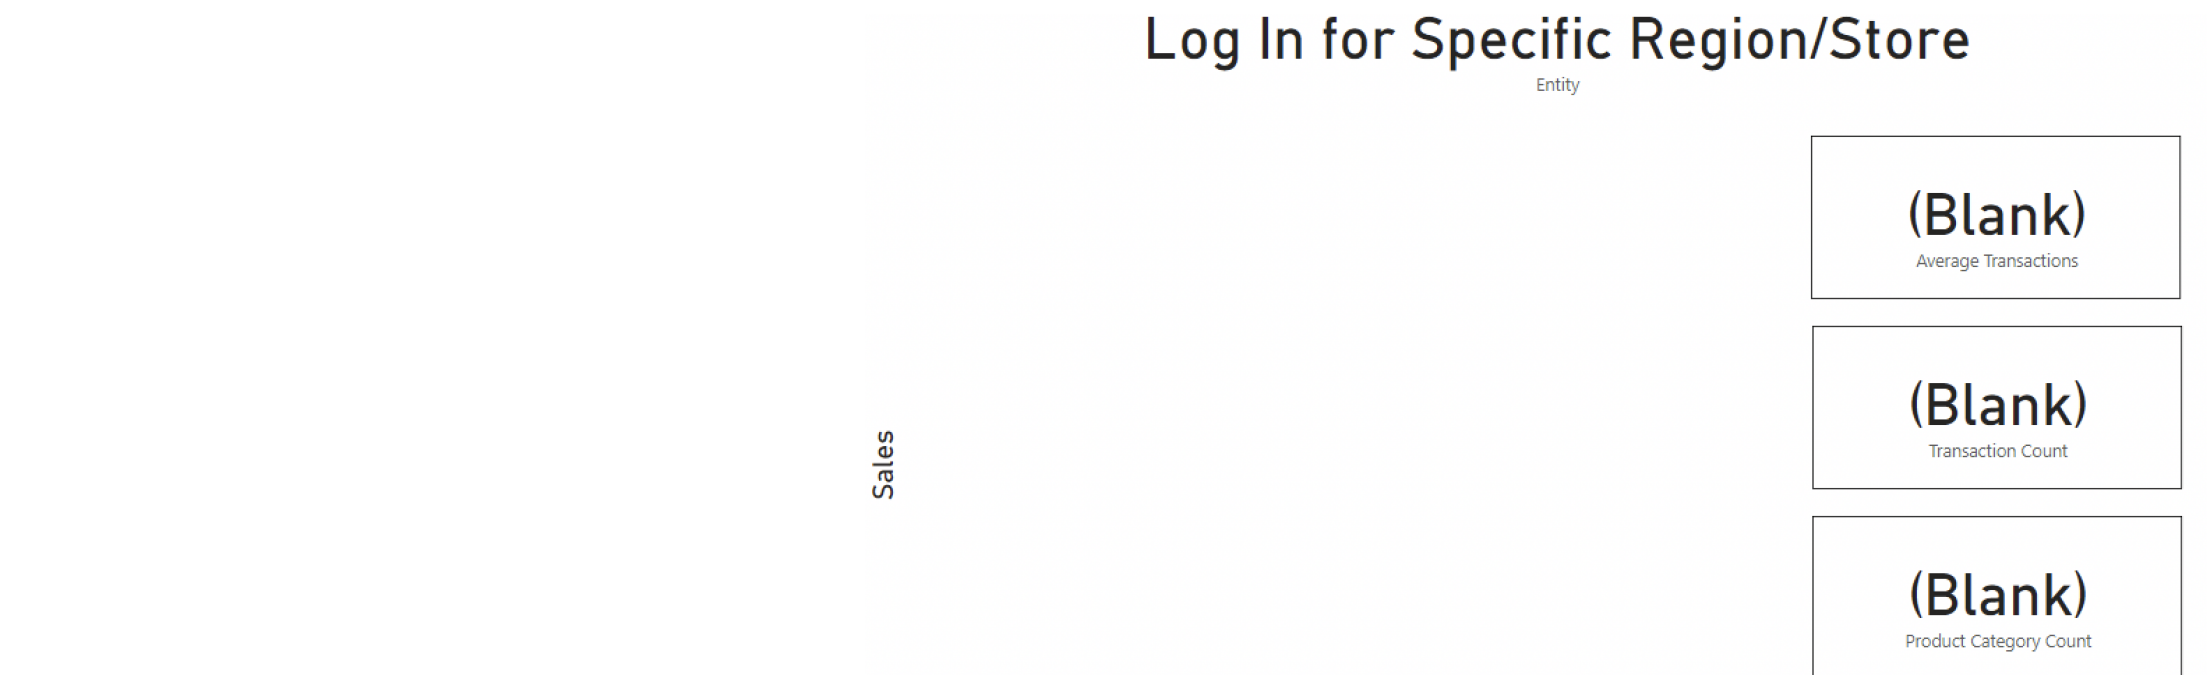 Log In for Specific Region/Store
Entity
(Blank)
Average Transactions
(Blank)
Transaction Count
Sales
(Blank)
Product Category Count